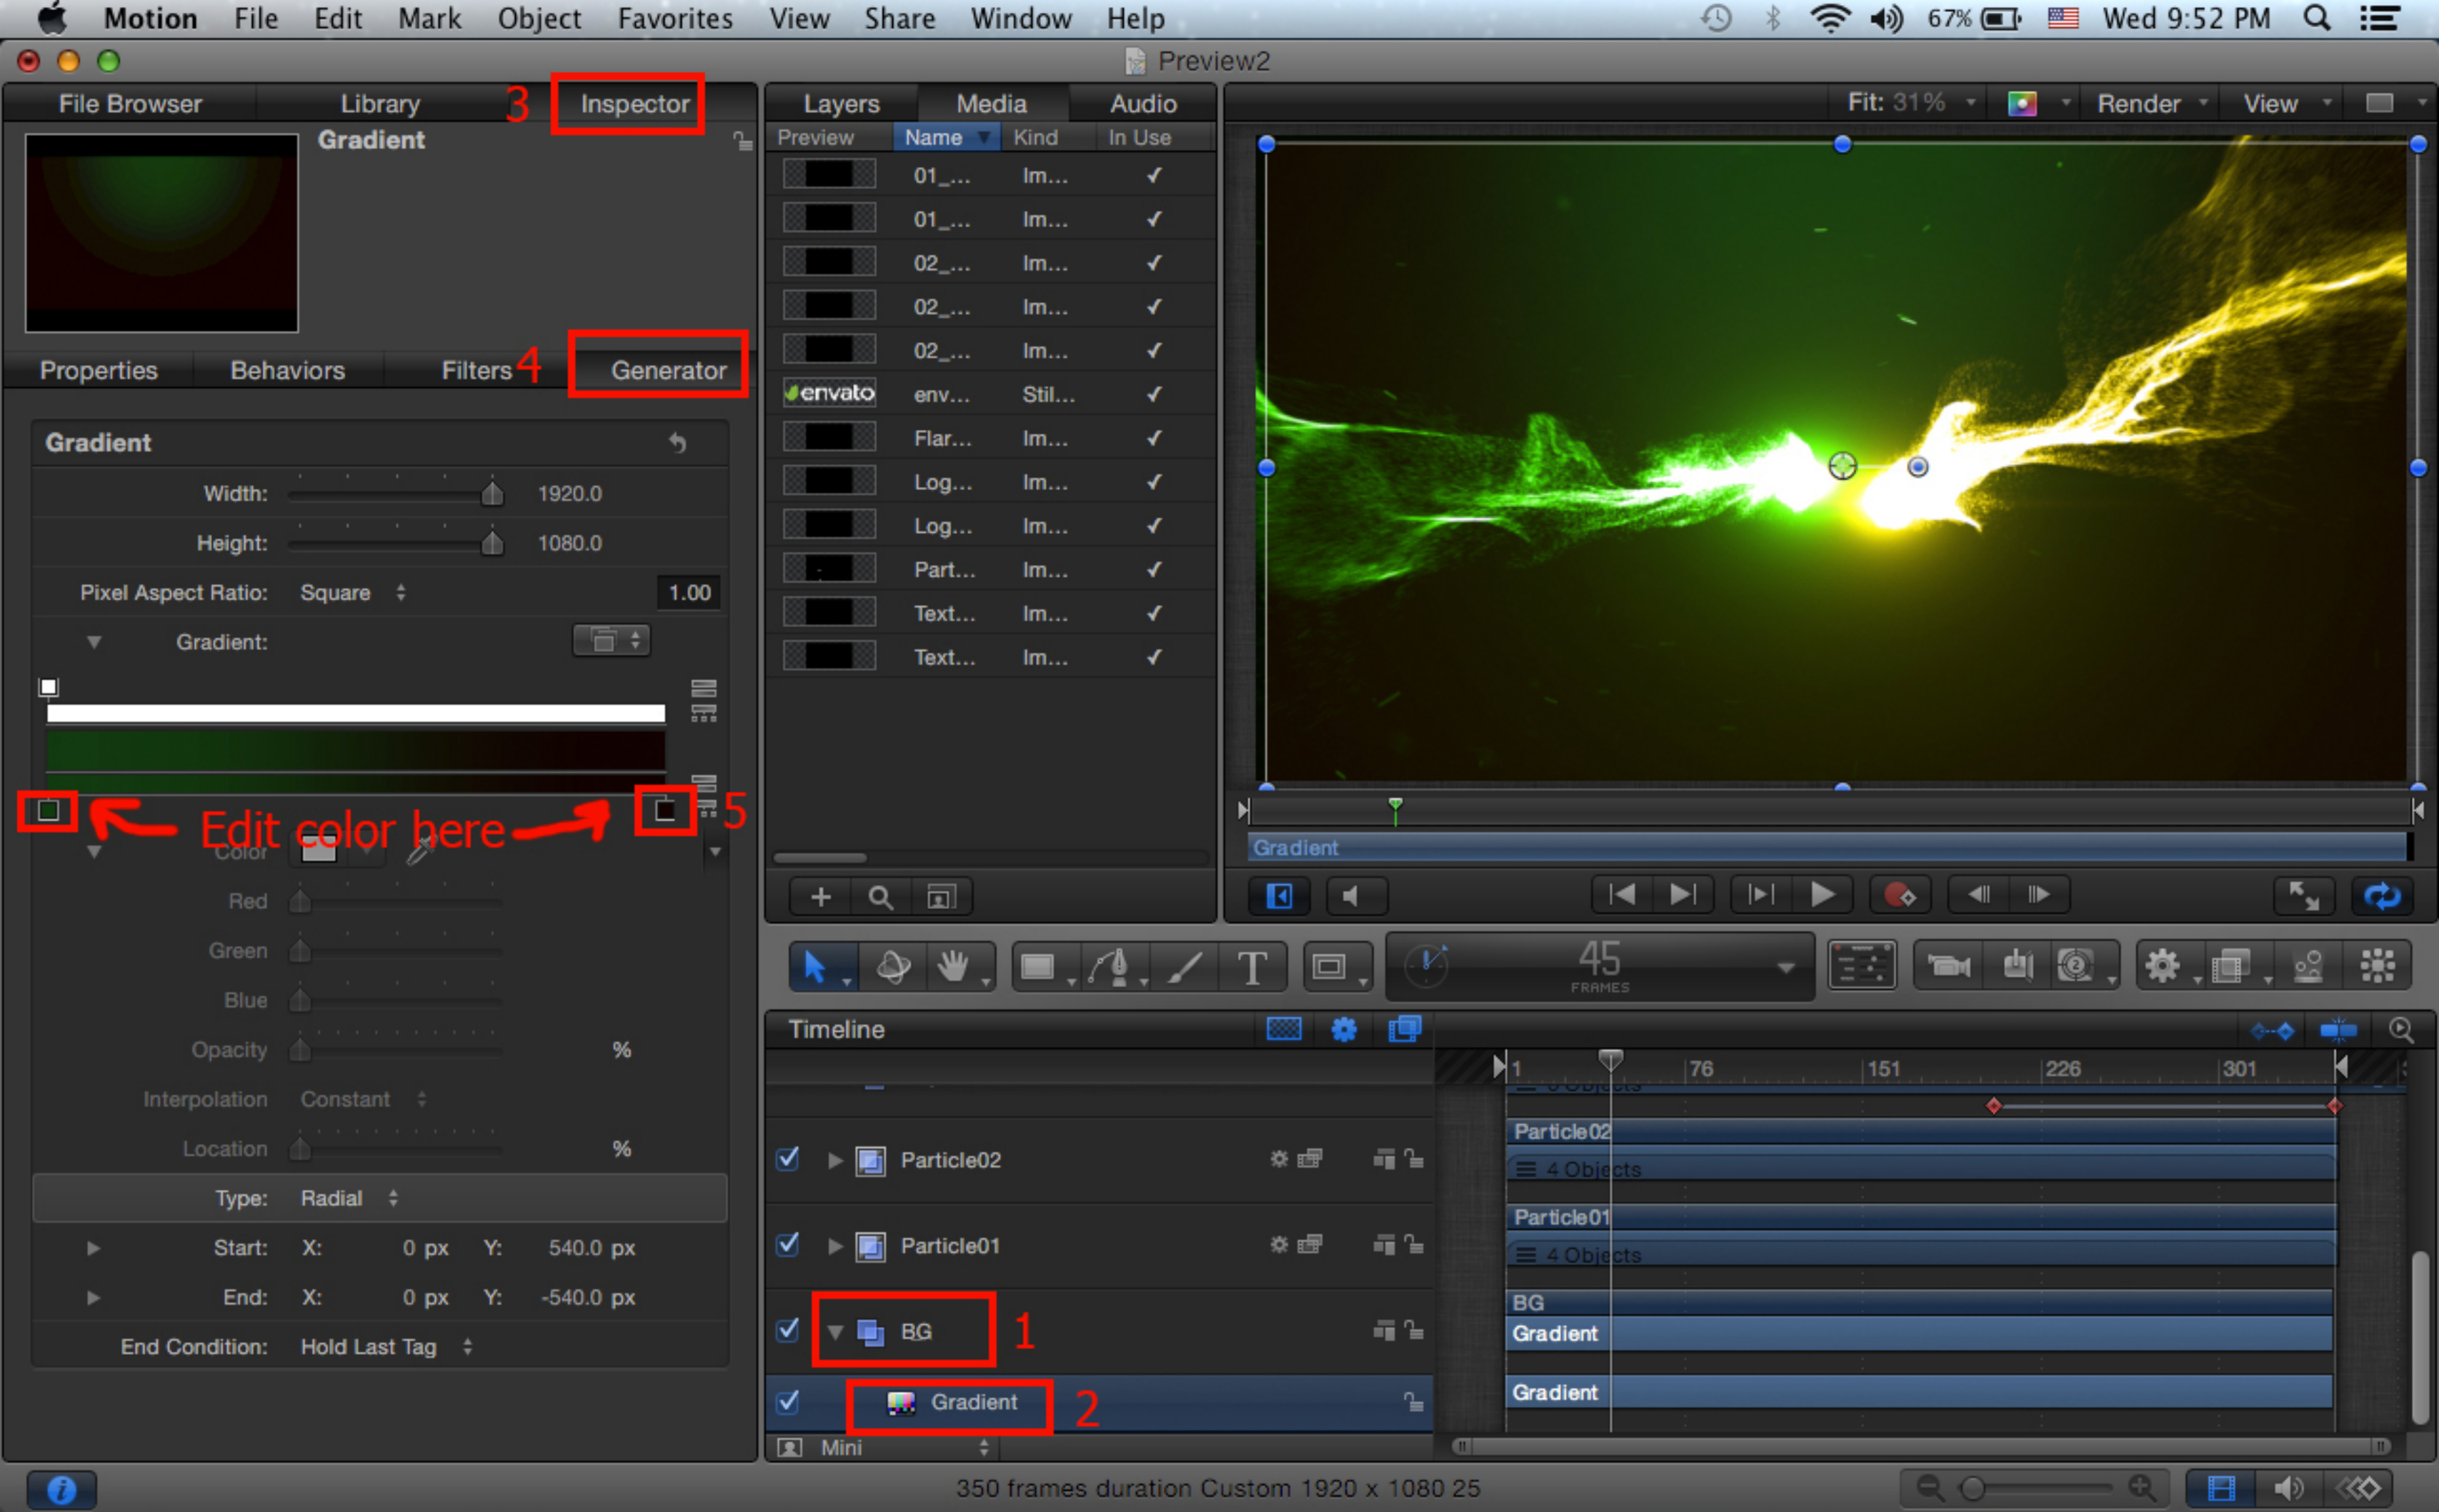 Motion File Edit Mark Object Favorites View Share Window Help 67% Wed 9:52 PM
Preview2
File Browser Library 3 Inspector
Gradient
Properties Behaviors Filters 4 Generator
Gradient
Width: 1920.0
Height: 1080.0
Pixel Aspect Ratio: Square 1.00
Gradient:
5
Edit color here
Color
Red
Green
Blue
Opacity %
Interpolation Constant
Location %
Type: Radial
Start: X: 0 px Y: 540.0 px
End: X: 0 px Y: -540.0 px
End Condition: Hold Last Tag
Layers Media Audio
Preview Name Kind In Use
01_... Im...
01_... Im...
02_... Im...
02_... Im...
02_... Im...
envato env... Stil...
Flar... Im...
Log... Im...
Log... Im...
Part... Im...
Text... Im...
Text... Im...
Fit: 31% Render View
Gradient
T 45
FRAMES
Timeline
1 76 151 226 301
Particle02
Particle02
4 Objects
Particle01
Particle01
4 Objects
BG 1
BG
Gradient
Gradient 2
Gradient
Mini
350 frames duration Custom 1920 x 1080 25